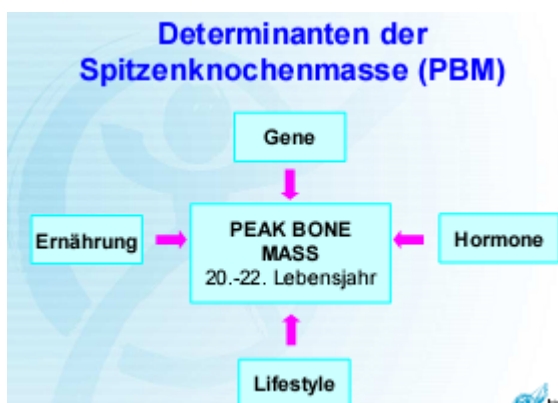 Determinanten der
Spitzenknochenmasse (PBM)
Gene
Ernährung
PEAK BONE
MASS
20.-22. Lebensjahr
Hormone
Lifestyle